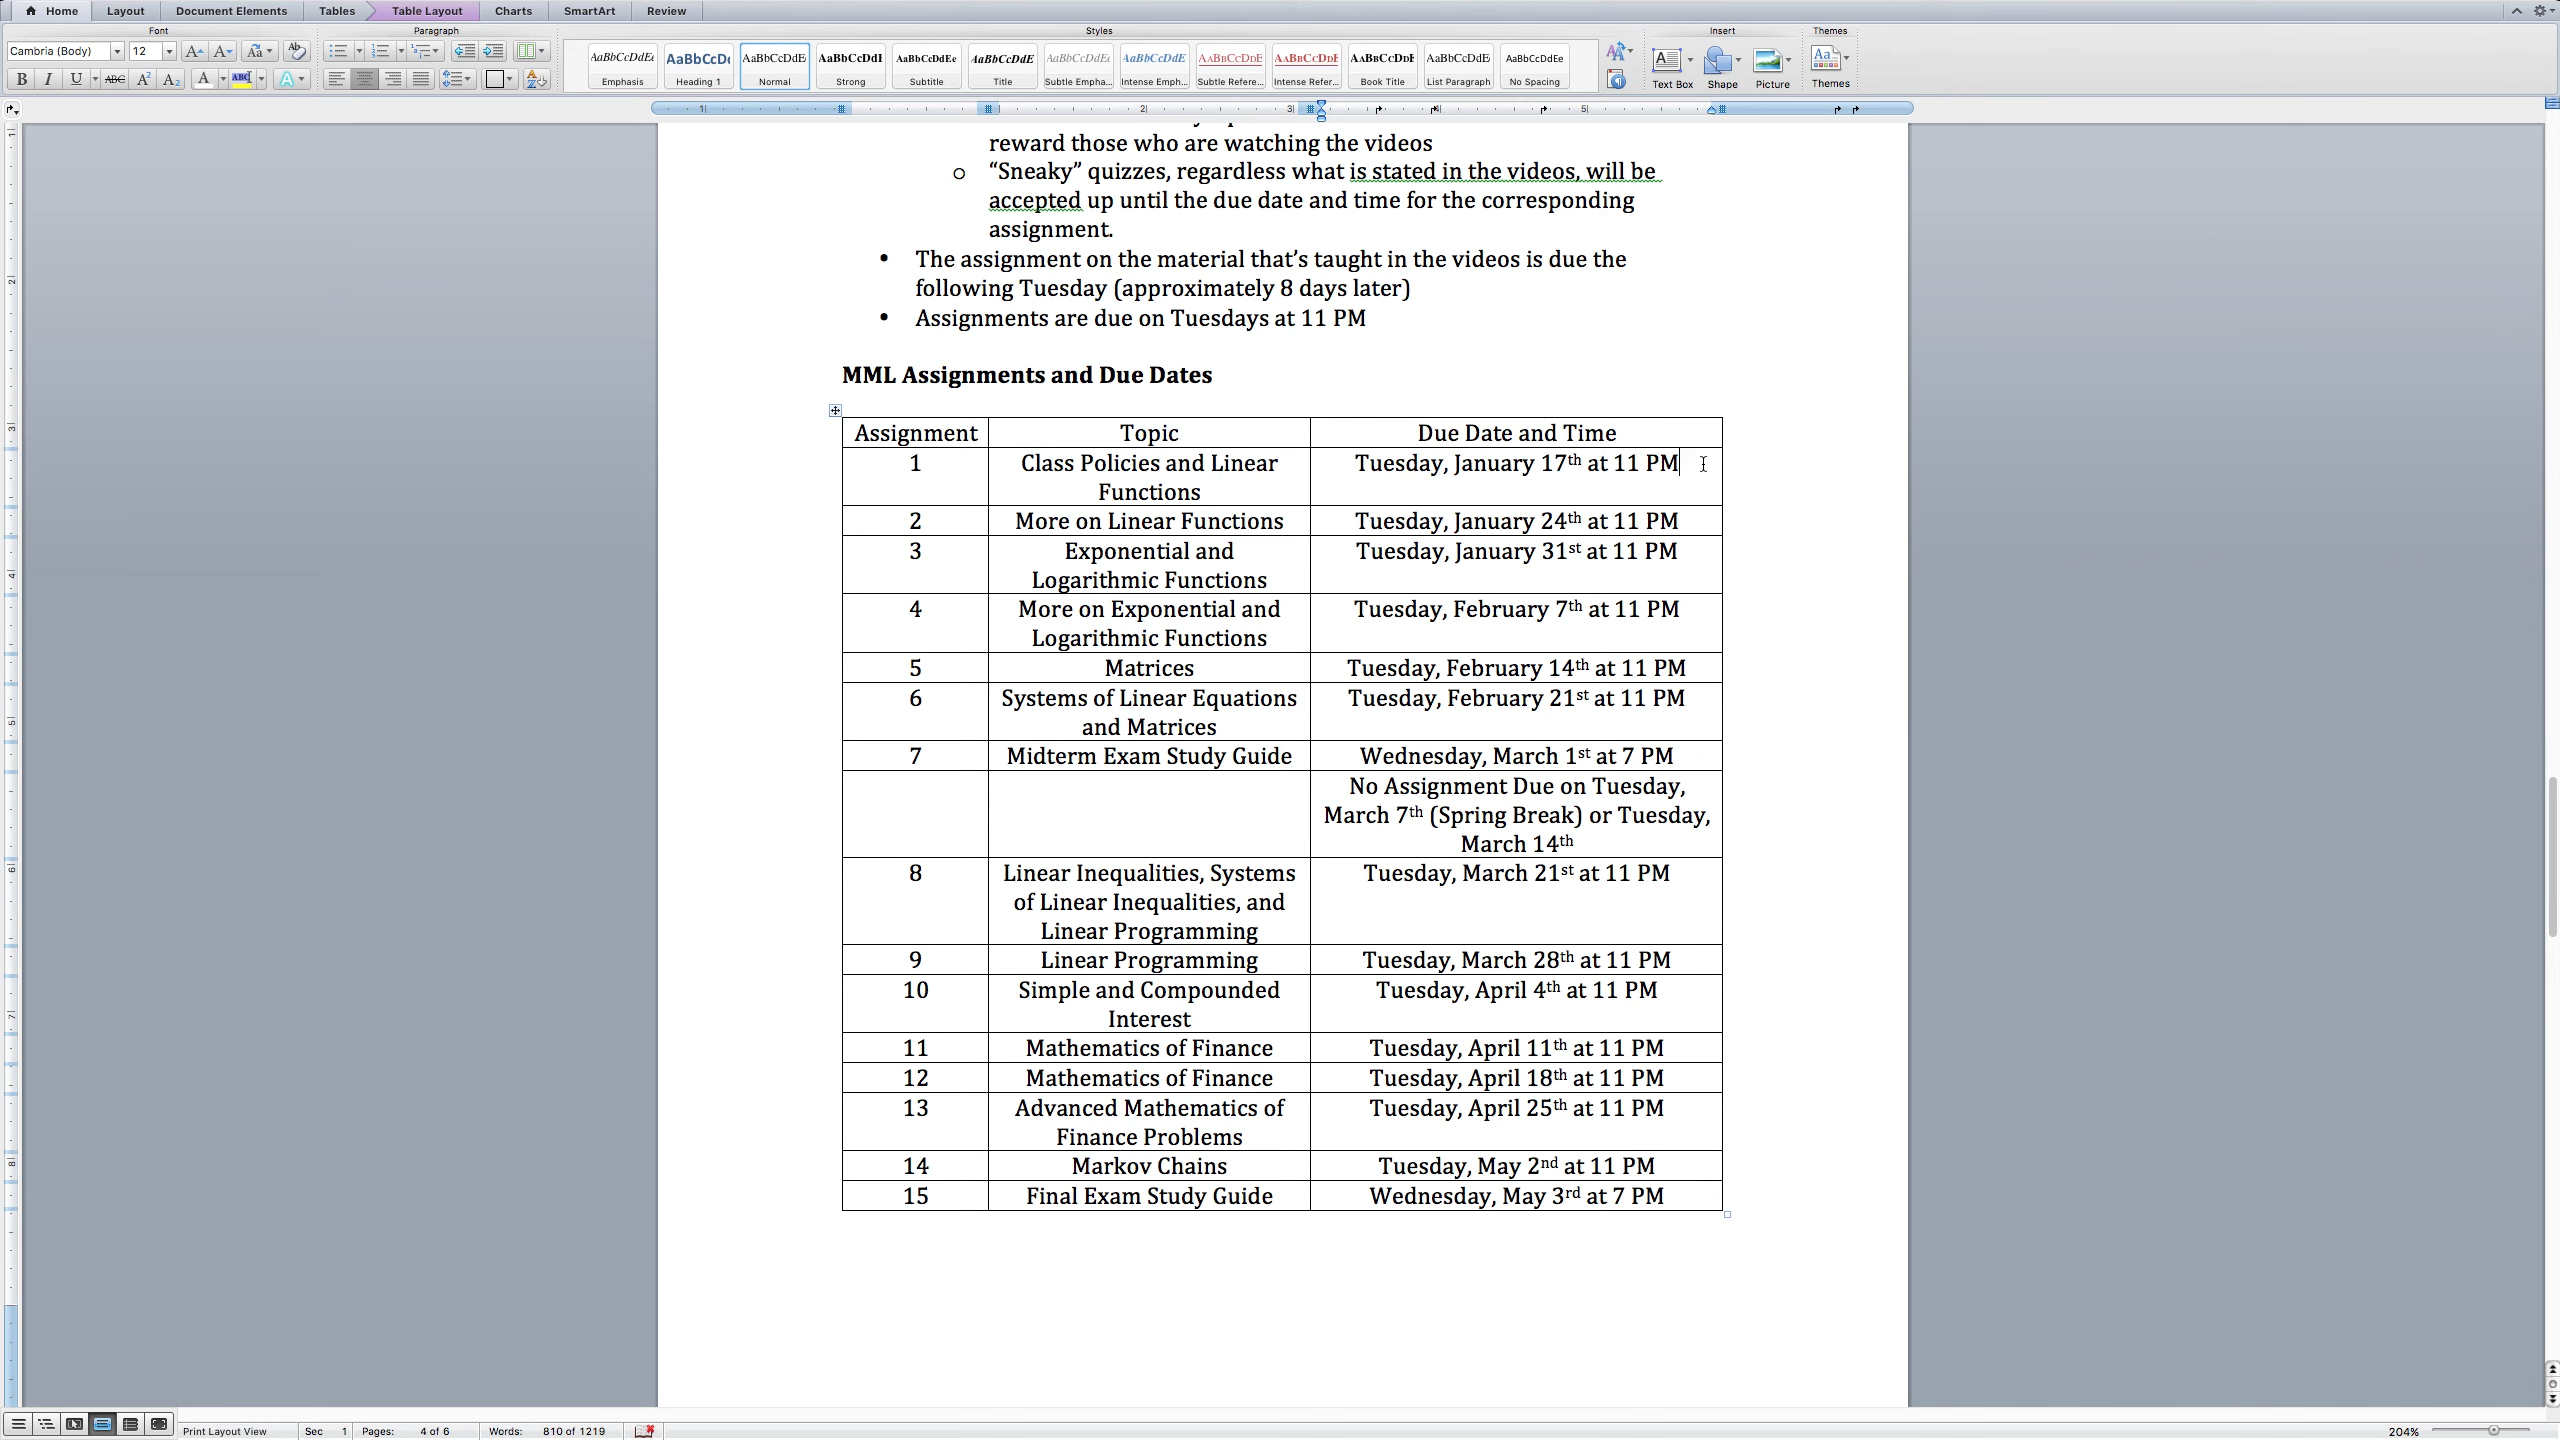 Home Layout Document Elements Tables Table Layout Charts SmartArt Review
Font Paragraph Styles Insert Themes
Cambria (Body) 12
AaBbCcDdEe AaBbCcDc AaBbCcDdE AaBbCcDdE AaBbCcDdEe AaBbCcDdE AaBbCcDdEe AaBbCcDdE AaBbCcDdE AaBbCcDdE AaBbCcDdE AaBbCcDdE AaBbCcDdEe
Emphasis Heading 1 Normal Strong Subtitle Title Subtle Empha... Intense Emph... Subtle Refere... Intense Refer... Book Title List Paragraph No Spacing
Text Box Shape Picture Themes
reward those who are watching the videos
o “Sneaky” quizzes, regardless what is stated in the videos, will be
accepted up until the due date and time for the corresponding
assignment.
• The assignment on the material that’s taught in the videos is due the
following Tuesday (approximately 8 days later)
• Assignments are due on Tuesdays at 11 PM
MML Assignments and Due Dates
Assignment Topic Due Date and Time
1 Class Policies and Linear Tuesday, January 17th at 11 PM
Functions
2 More on Linear Functions Tuesday, January 24th at 11 PM
3 Exponential and Tuesday, January 31st at 11 PM
Logarithmic Functions
4 More on Exponential and Tuesday, February 7th at 11 PM
Logarithmic Functions
5 Matrices Tuesday, February 14th at 11 PM
6 Systems of Linear Equations Tuesday, February 21st at 11 PM
and Matrices
7 Midterm Exam Study Guide Wednesday, March 1st at 7 PM
No Assignment Due on Tuesday,
March 7th (Spring Break) or Tuesday,
March 14th
8 Linear Inequalities, Systems Tuesday, March 21st at 11 PM
of Linear Inequalities, and
Linear Programming
9 Linear Programming Tuesday, March 28th at 11 PM
10 Simple and Compounded Tuesday, April 4th at 11 PM
Interest
11 Mathematics of Finance Tuesday, April 11th at 11 PM
12 Mathematics of Finance Tuesday, April 18th at 11 PM
13 Advanced Mathematics of Tuesday, April 25th at 11 PM
Finance Problems
14 Markov Chains Tuesday, May 2nd at 11 PM
15 Final Exam Study Guide Wednesday, May 3rd at 7 PM
Print Layout View Sec 1 Pages: 4 of 6 Words: 810 of 1219 204%